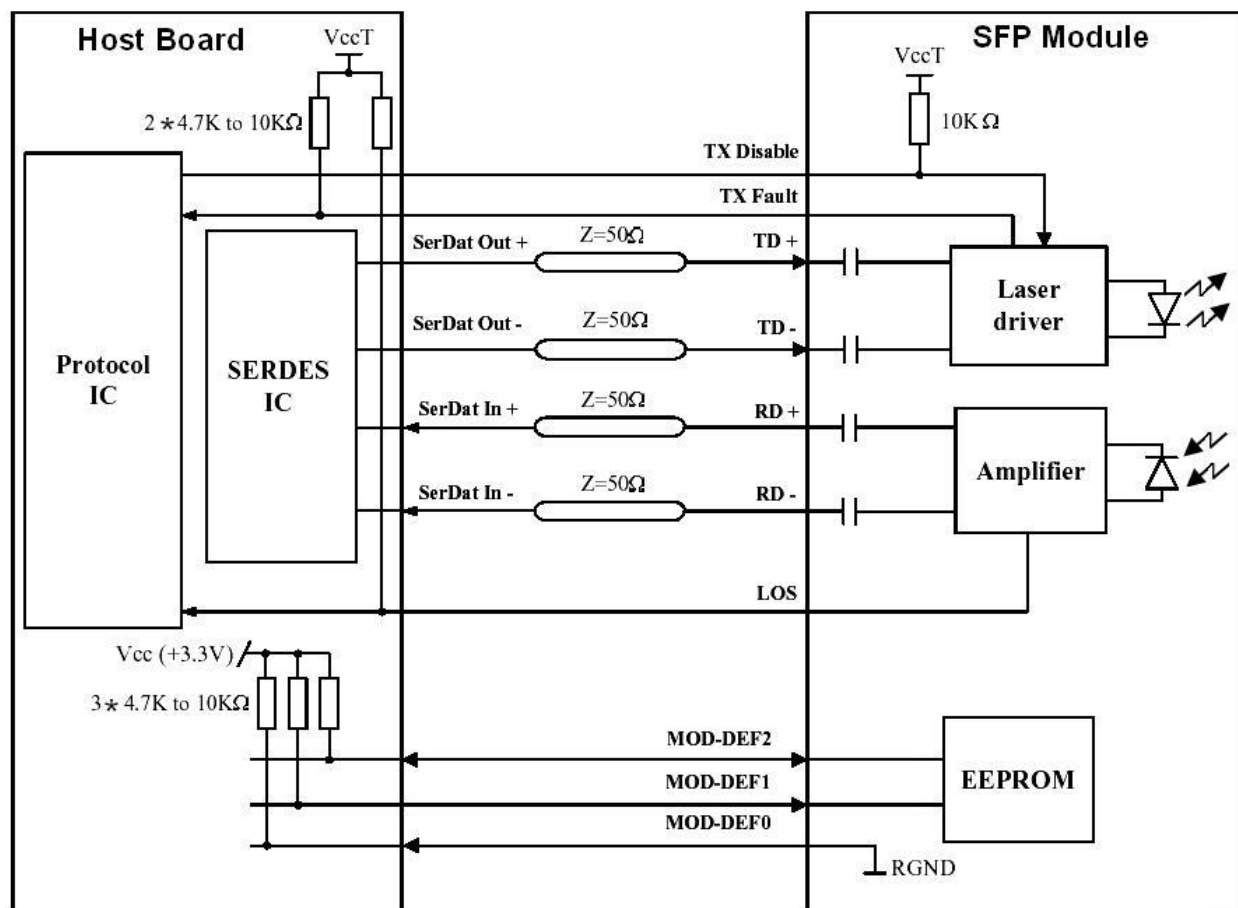 Host Board
SFP Module
VccT
VccT
2*4.7K to 10KΩ
10KΩ
TX Disable
TX Fault
SerDat Out +
Z=50Ω
TD +
Laser
driver
SerDat Out -
Z=50Ω
TD -
Protocol
IC
SERDES
IC
SerDat In +
Z=50Ω
RD +
Amplifier
SerDat In -
Z=50Ω
RD -
LOS
Vcc (+3.3V)
3* 4.7K to 10KΩ
MOD-DEF2
MOD-DEF1
EEPROM
MOD-DEF0
RGND